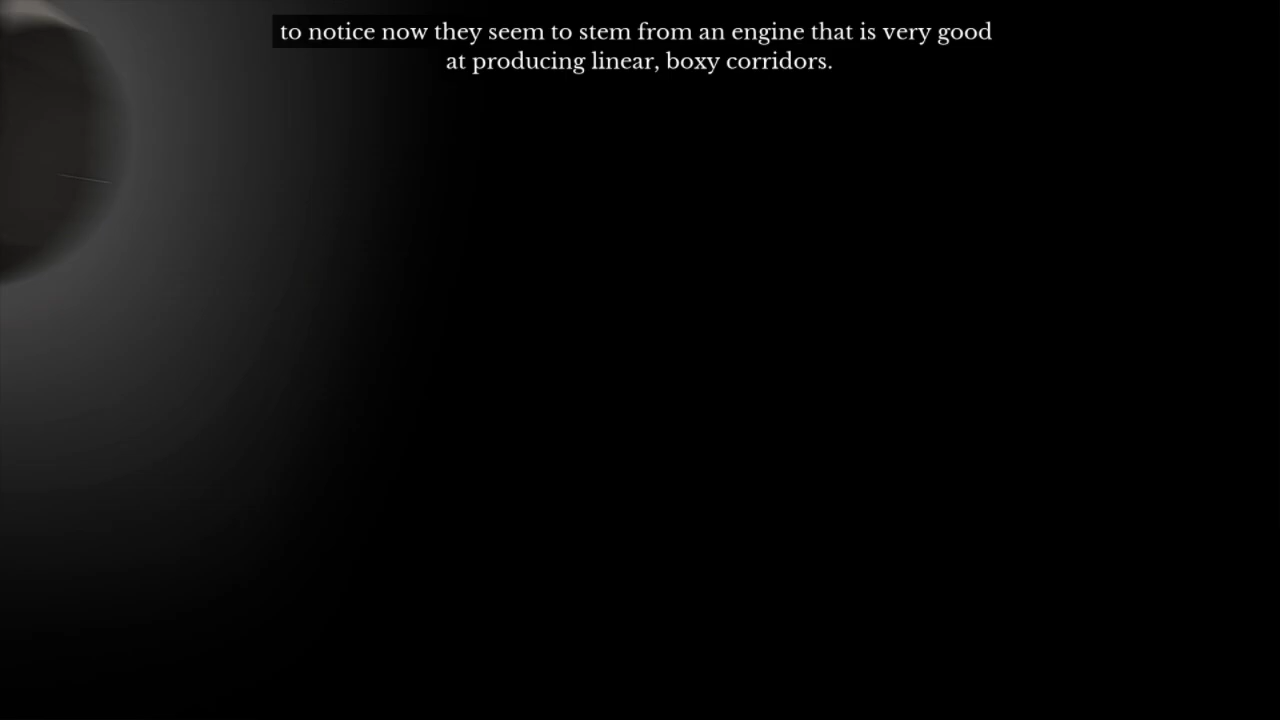 to notice now they seem to stem from an engine that is very good
at producing linear, boxy corridors.